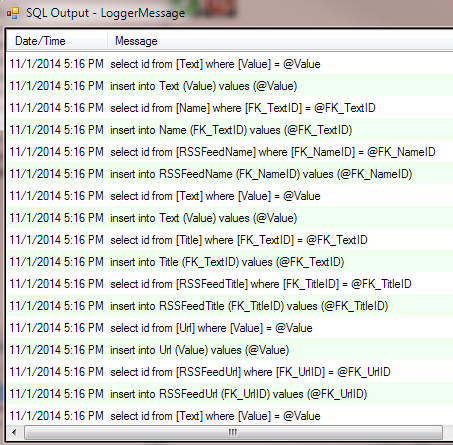 SQL Output - LoggerMessage
Date/Time Message
11/1/2014 5:16 PM select id from [Text] where [Value] = @Value
11/1/2014 5:16 PM insert into Text (Value) values (@Value)
11/1/2014 5:16 PM select id from [Name] where [FK_TextID] = @FK_TextID
11/1/2014 5:16 PM insert into Name (FK_TextID) values (@FK_TextID)
11/1/2014 5:16 PM select id from [RSSFeedName] where [FK_NameID] = @FK_NameID
11/1/2014 5:16 PM insert into RSSFeedName (FK_NameID) values (@FK_NameID)
11/1/2014 5:16 PM select id from [Text] where [Value] = @Value
11/1/2014 5:16 PM insert into Text (Value) values (@Value)
11/1/2014 5:16 PM select id from [Title] where [FK_TextID] = @FK_TextID
11/1/2014 5:16 PM insert into Title (FK_TextID) values (@FK_TextID)
11/1/2014 5:16 PM select id from [RSSFeedTitle] where [FK_TitleID] = @FK_TitleID
11/1/2014 5:16 PM insert into RSSFeedTitle (FK_TitleID) values (@FK_TitleID)
11/1/2014 5:16 PM select id from [Url] where [Value] = @Value
11/1/2014 5:16 PM insert into Url (Value) values (@Value)
11/1/2014 5:16 PM select id from [RSSFeedUrl] where [FK_UrlID] = @FK_UrlID
11/1/2014 5:16 PM insert into RSSFeedUrl (FK_UrlID) values (@FK_UrlID)
11/1/2014 5:16 PM select id from [Text] where [Value] = @Value